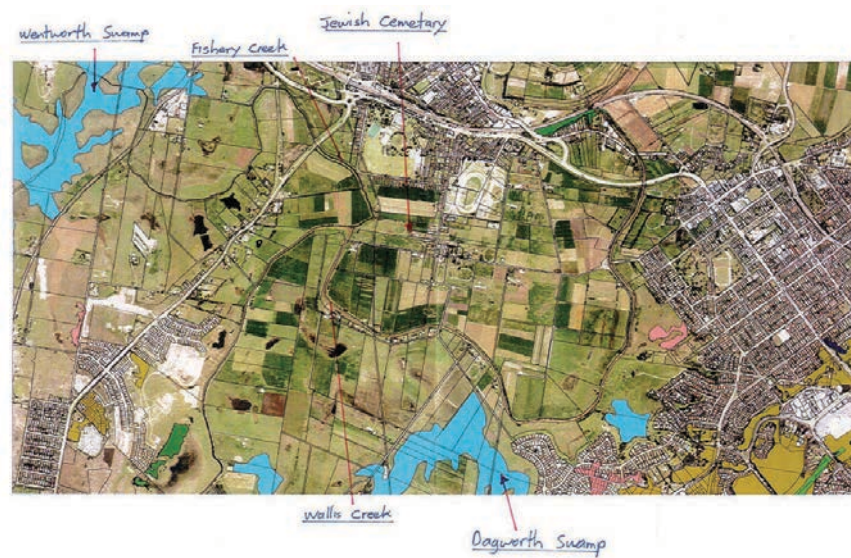 Jewish Cemetary
Wentworth Swamp
Fishery Creek
Wallis Creek
Dagworth Swamp